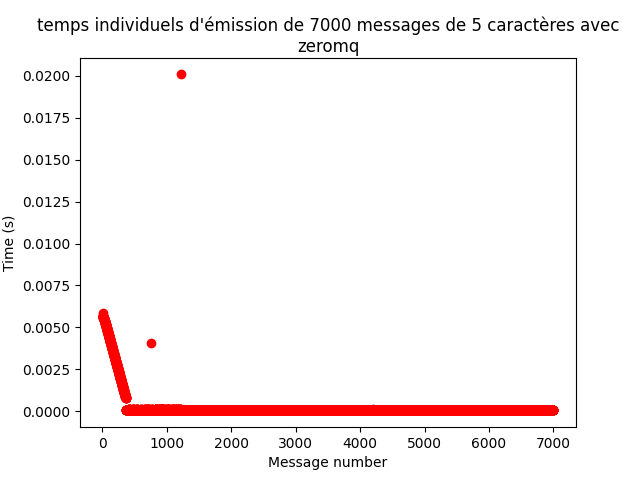 temps individuels d'émission de 7000 messages de 5 caractères avec
zeromq
0.0200
0.0175
0.0150
0.0125
0.0100
0.0075
0.0050
0.0025
0.0000
Time (s)
0 1000 2000 3000 4000 5000 6000 7000
Message number